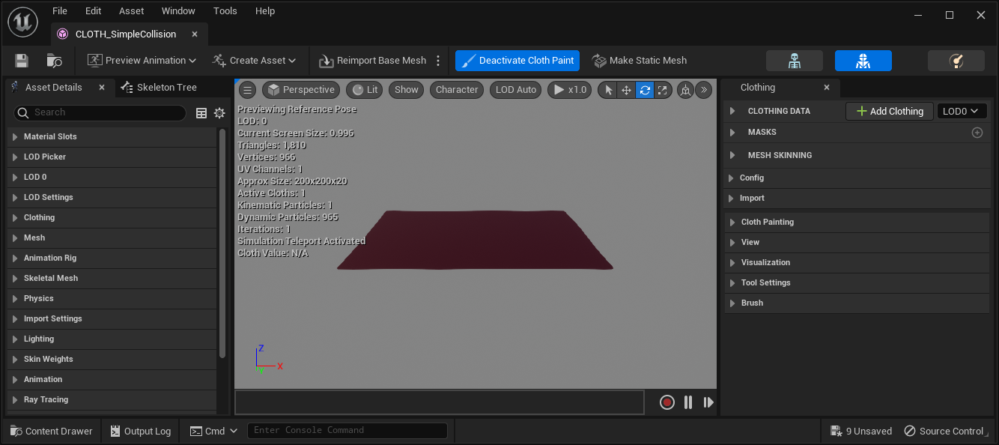 File Edit Asset Window Tools Help
CLOTH_SimpleCollision
Preview Animation Create Asset Reimport Base Mesh Deactivate Cloth Paint Make Static Mesh
Asset Details Skeleton Tree
Search
Material Slots
LOD Picker
LOD 0
LOD Settings
Clothing
Mesh
Animation Rig
Skeletal Mesh
Physics
Import Settings
Lighting
Skin Weights
Animation
Ray Tracing
Perspective Lit Show Character LOD Auto x1.0
Previewing Reference Pose
LOD: 0
Current Screen Size: 0.996
Triangles: 1,810
Vertices: 966
UV Channels: 1
Approx Size: 200x200x20
Active Cloths: 1
Kinematic Particles: 1
Dynamic Particles: 965
Iterations: 1
Simulation Teleport Activated
Cloth Value: N/A
Z
X
Y
Clothing
CLOTHING DATA Add Clothing LOD0
MASKS
MESH SKINNING
Config
Import
Cloth Painting
View
Visualization
Tool Settings
Brush
Content Drawer Output Log Cmd Enter Console Command 9 Unsaved Source Control